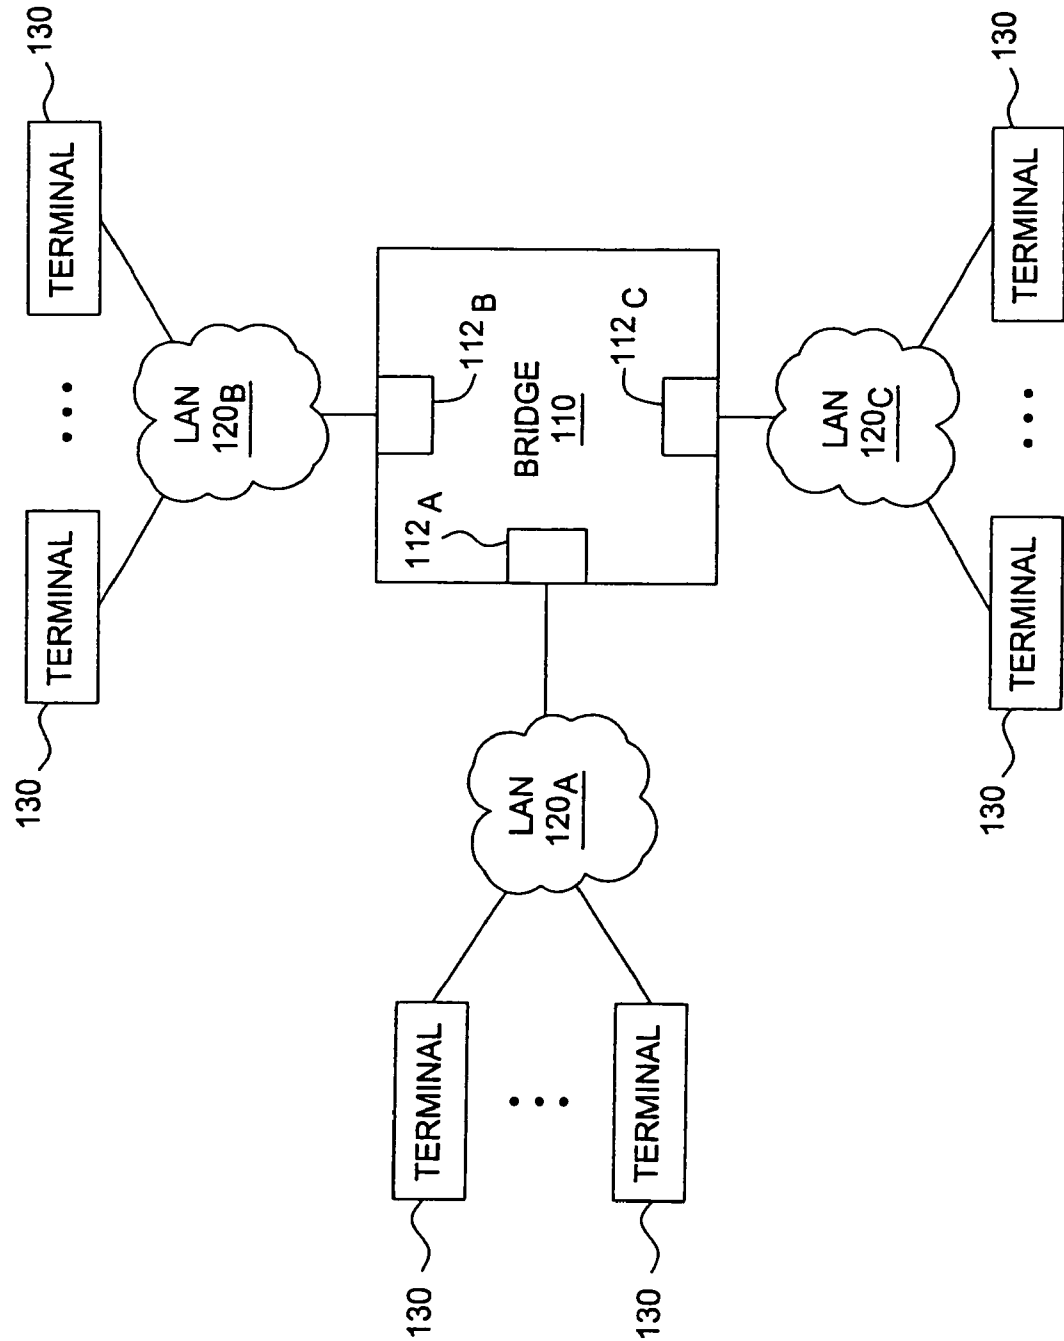 130
130
TERMINAL
TERMINAL
LAN
120B
130
TERMINAL
112A
112B
LAN
120A
BRIDGE
110
112C
130
TERMINAL
LAN
120C
130
130
TERMINAL
TERMINAL